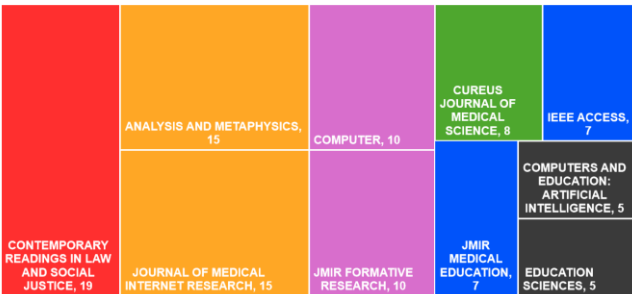 CONTEMPORARY
READINGS IN LAW
AND SOCIAL
JUSTICE, 19
ANALYSIS AND METAPHYSICS,
15
JOURNAL OF MEDICAL
INTERNET RESEARCH, 15
COMPUTER, 10
JMIR FORMATIVE
RESEARCH, 10
CUREUS
JOURNAL OF
MEDICAL
SCIENCE, 8
IEEE ACCESS,
7
JMIR
MEDICAL
EDUCATION,
7
COMPUTERS AND
EDUCATION:
ARTIFICIAL
INTELLIGENCE, 5
EDUCATION
SCIENCES, 5